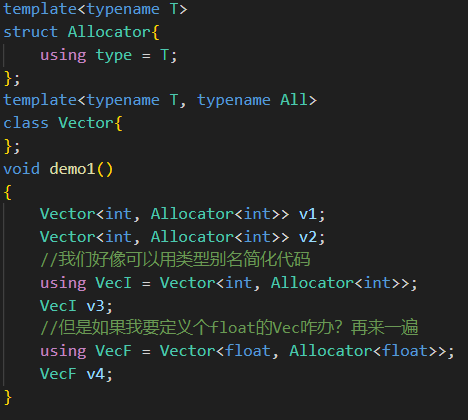 template<typename T>
struct Allocator{
    using type = T;
};
template<typename T, typename All>
class Vector{
};
void demo1()
{
    Vector<int, Allocator<int>> v1;
    Vector<int, Allocator<int>> v2;
    //我们好像可以用类型别名简化代码
    using VecI = Vector<int, Allocator<int>>;
    VecI v3;
    //但是如果我要定义个float的Vec咋办？再来一遍
    using VecF = Vector<float, Allocator<float>>;
    VecF v4;
}